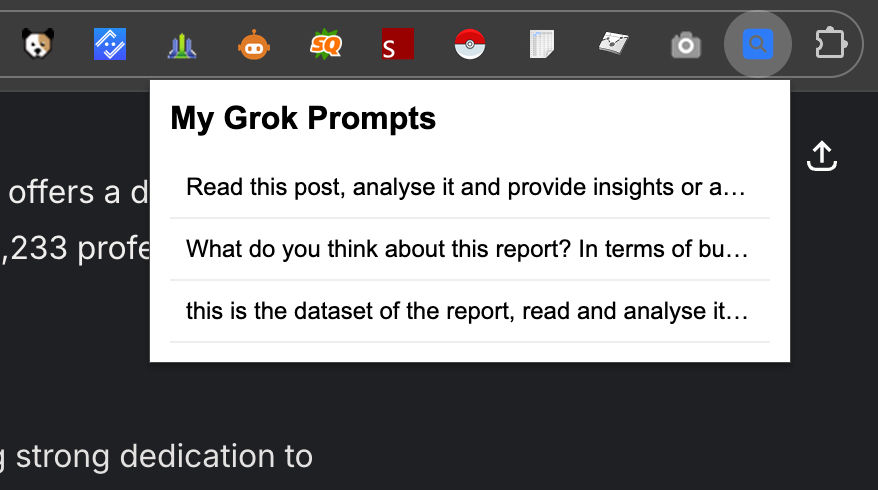 SQ
S
My Grok Prompts
Read this post, analyse it and provide insights or a...
offers a d
What do you think about this report? In terms of bu...
,233 profe
this is the dataset of the report, read and analyse it...
g strong dedication to